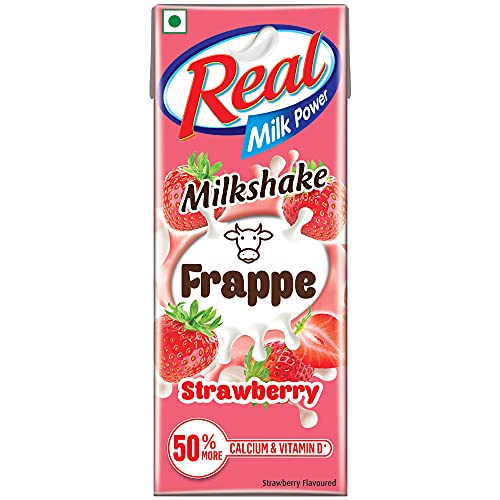 Real
Milk Power
Milkshake
Frappe
Strawberry
50% MORE CALCIUM & VITAMIN D*
Strawberry Flavoured